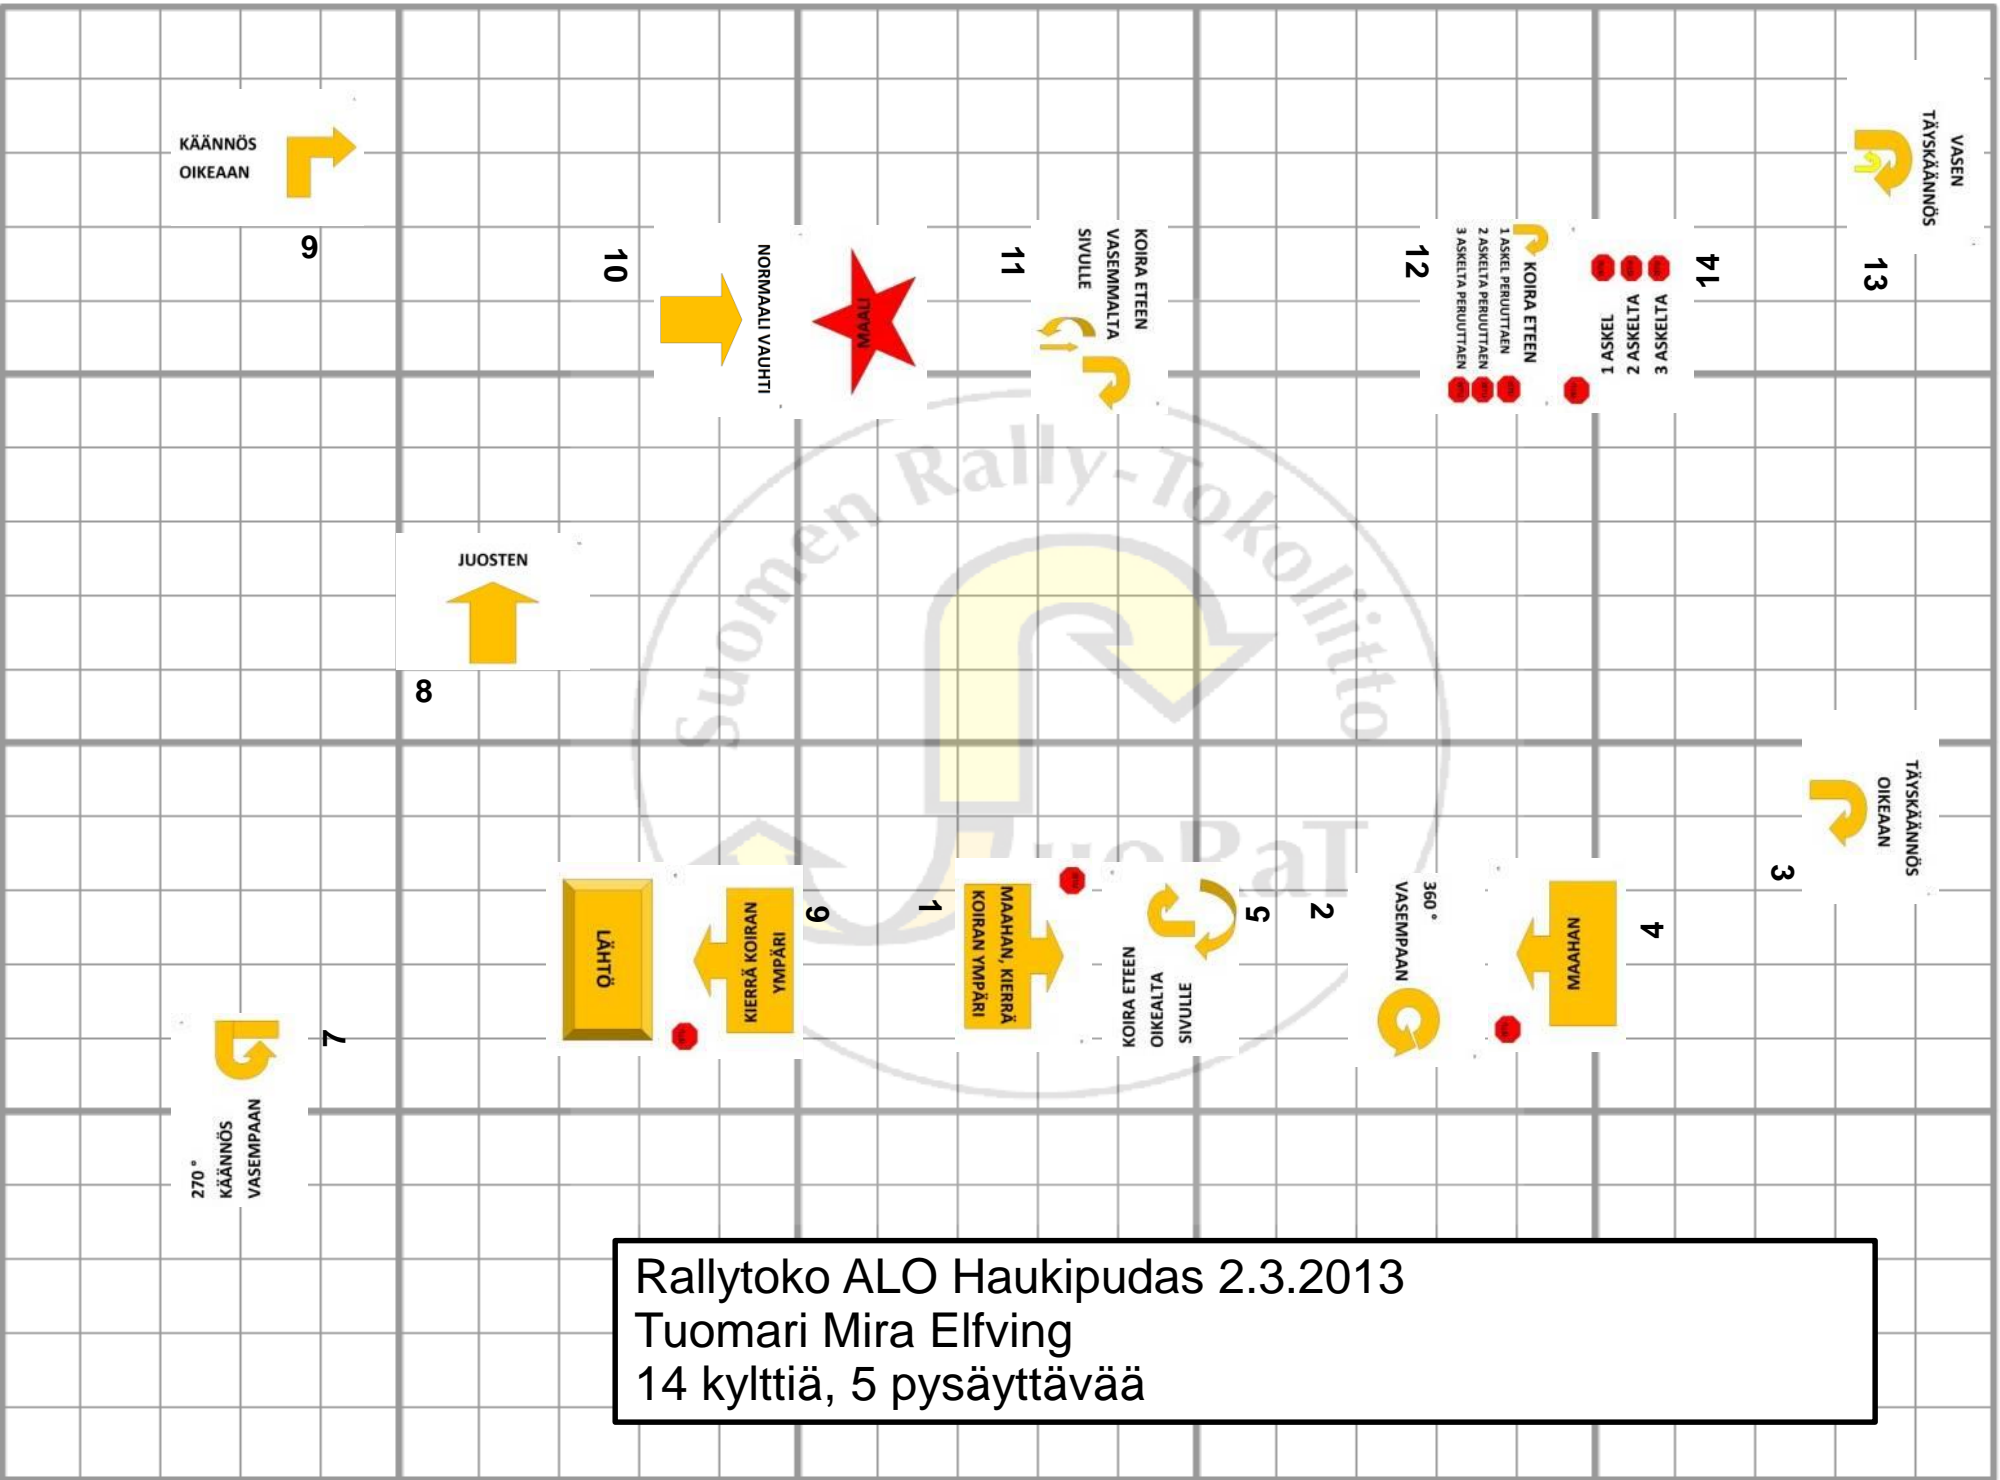 KÄÄNNÖS
OIKEAAN
9
10
NORMAALI VAUHTI
MAALI
11
KOIRA ETEEN
VASEMMALTA
SIVULLE
12
KOIRA ETEEN
1 ASKEL PERUUTTAEN
2 ASKELTA PERUUTTAEN
3 ASKELTA PERUUTTAEN
14
1 ASKEL
2 ASKELTA
3 ASKELTA
VASEN
TÄYSKÄÄNNÖS
13
JUOSTEN
8
Suomen Rally-Tokoliitto
SuoRaT
TÄYSKÄÄNNÖS
OIKEAAN
3
LÄHTÖ
KIERRÄ KOIRAN
YMPÄRI
6
1
MAAHAN, KIERRÄ
KOIRAN YMPÄRI
KOIRA ETEEN
OIKEALTA
SIVULLE
5
2
360 °
VASEMPAAN
MAAHAN
4
7
270 °
KÄÄNNÖS
VASEMPAAN
Rallytoko ALO Haukipudas 2.3.2013
Tuomari Mira Elfving
14 kylttiä, 5 pysäyttävää